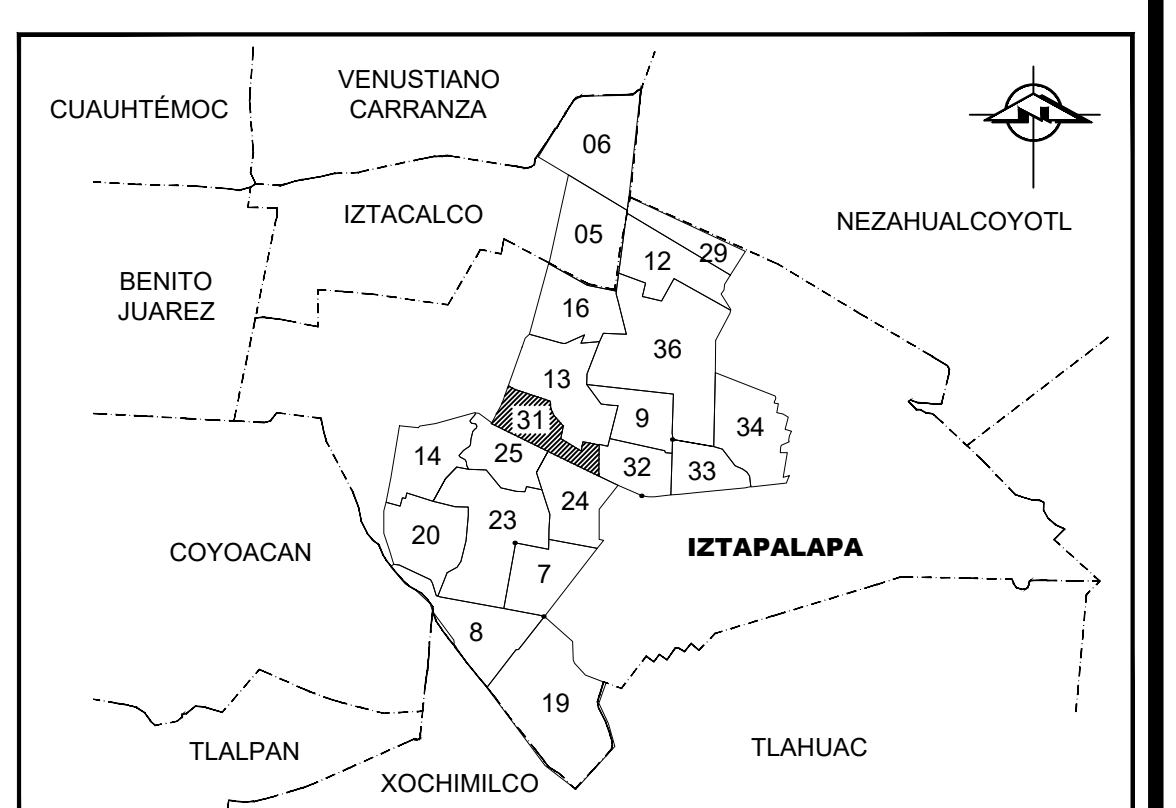 VENUSTIANO
CARRANZA
CUAUHTÉMOC
06
IZTACALCO
NEZAHUALCOYOTL
05
29
12
BENITO
JUAREZ
16
36
13
31
9
34
14
25
32
33
24
23
20
IZTAPALAPA
COYOACAN
7
8
19
TLALPAN
TLAHUAC
XOCHIMILCO